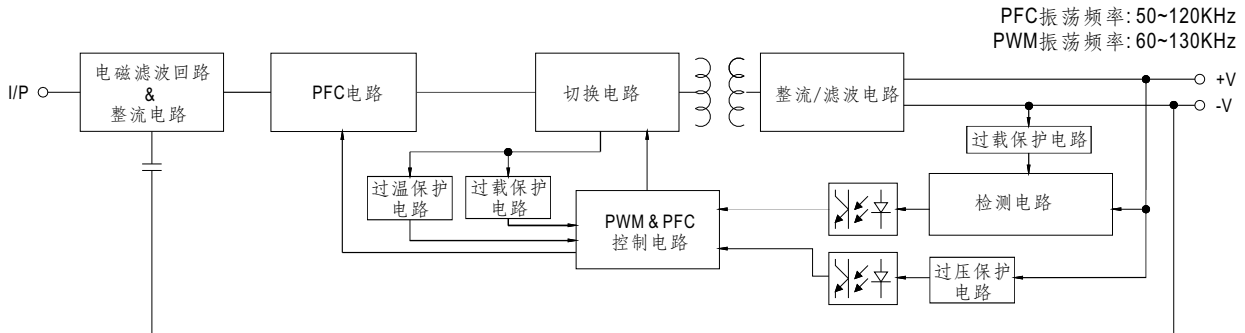 PFC振荡频率: 50~120KHz
PWM振荡频率: 60~130KHz
I/P
电磁滤波回路
&
整流电路
PFC电路
切换电路
整流/滤波电路
+V
-V
过载保护电路
过温保护
电路
过载保护
电路
PWM & PFC
控制电路
检测电路
过压保护
电路